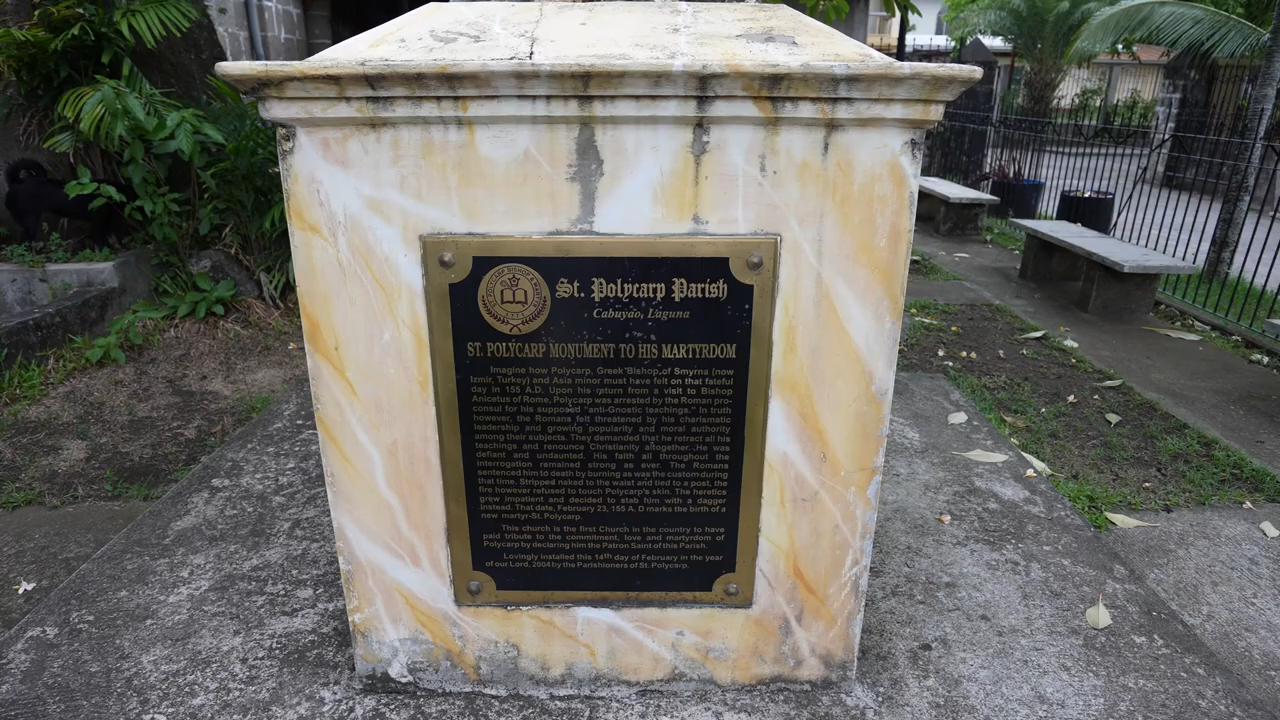 ST. POLYCARP BISHOP & MARTYR
St. Polycarp Parish
Cabuyao, Laguna
ST. POLYCARP MONUMENT TO HIS MARTYRDOM
Imagine how Polycarp, Greek Bishop of Smyrna (now
Izmir, Turkey) and Asia minor must have felt on that fateful
day in 155 A.D. Upon his return from a visit to Bishop
Anicetus of Rome, Polycarp was arrested by the Roman pro-
consul for his supposed "anti-Gnostic teachings." In truth
however, the Romans felt threatened by his charismatic
leadership and growing popularity and moral authority
among their subjects. They demanded that he retract all his
teachings and renounce Christianity altogether. He was
defiant and undaunted. His faith all throughout the
interrogation remained strong as ever. The Romans
sentenced him to death by burning as was the custom during
that time. Stripped naked to the waist and tied to a post, the
fire however refused to touch Polycarp's skin. The heretics
grew impatient and decided to stab him with a dagger
instead. That date, February 23, 155 A. D marks the birth of a
new martyr-St. Polycarp.
This church is the first Church in the country to have
paid tribute to the commitment, love and martyrdom of
Polycarp by declaring him the Patron Saint of this Parish.
Lovingly installed this 14th day of February in the year
of our Lord, 2004 by the Parishioners of St. Polycarp.